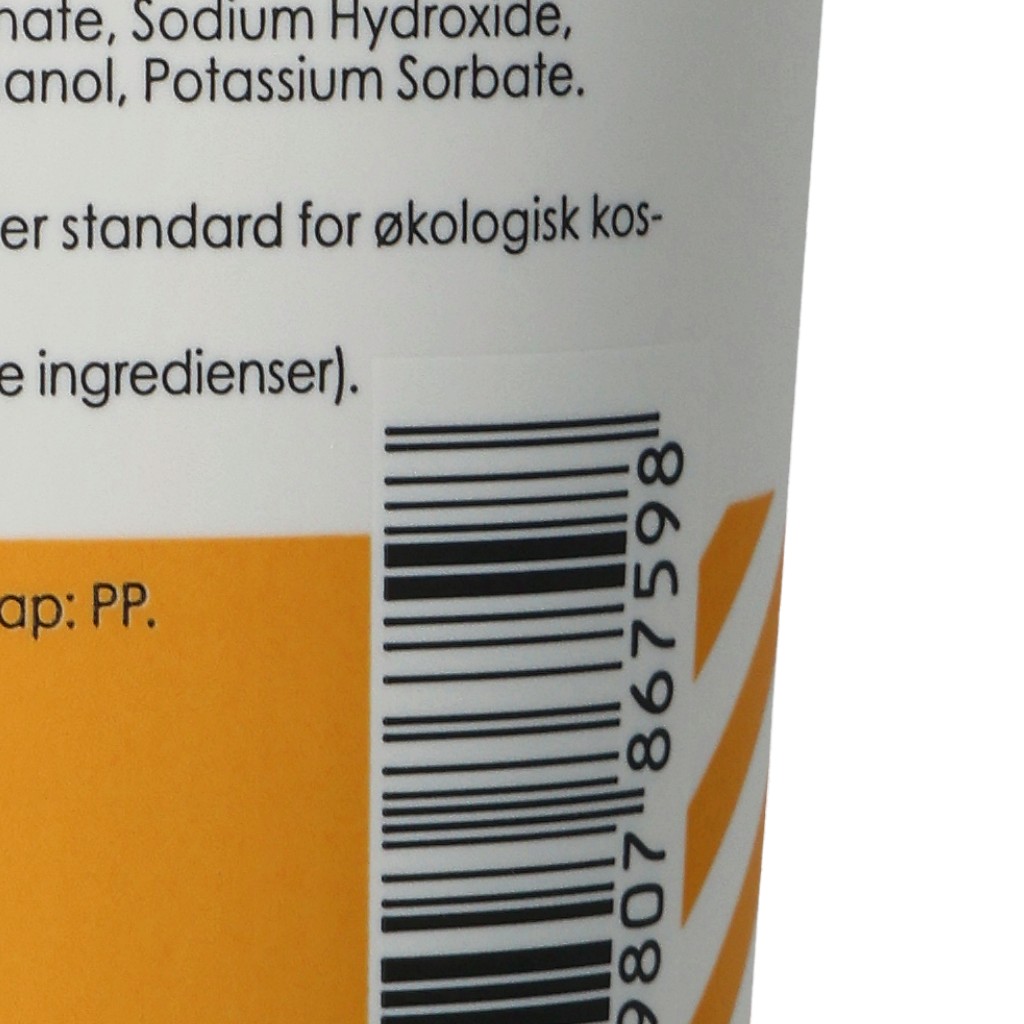 nate, Sodium Hydroxide,
anol, Potassium Sorbate.
er standard for økologisk kos-
e ingredienser).
ap: PP.
9807 867598